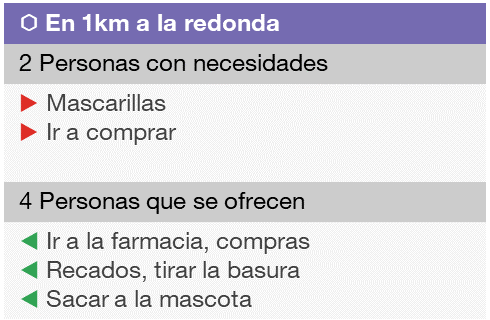 En 1km a la redonda
2 Personas con necesidades
Mascarillas
Ir a comprar
4 Personas que se ofrecen
Ir a la farmacia, compras
Recados, tirar la basura
Sacar a la mascota